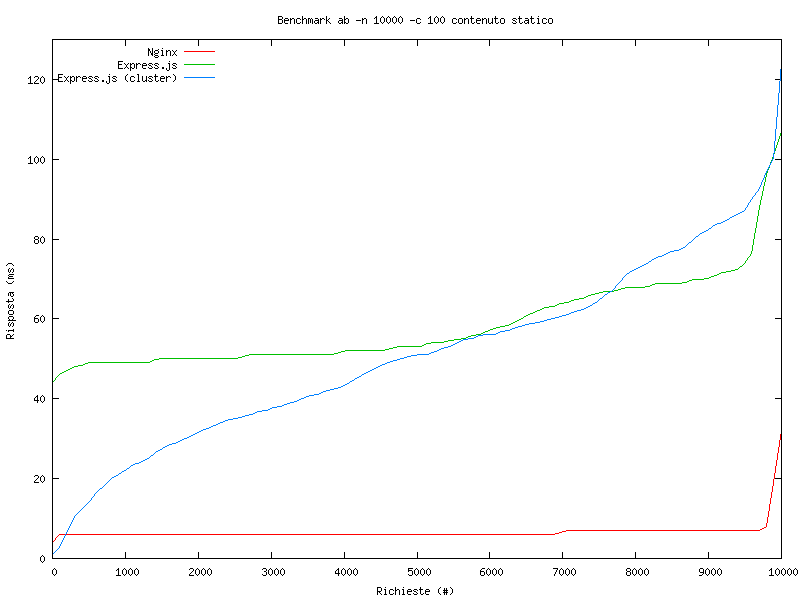 Benchmark ab -n 10000 -c 100 contenuto statico
Nginx
Express.js
Express.js (cluster)
120
100
80
60
40
20
0
Risposta (ms)
0 1000 2000 3000 4000 5000 6000 7000 8000 9000 10000
Richieste (#)